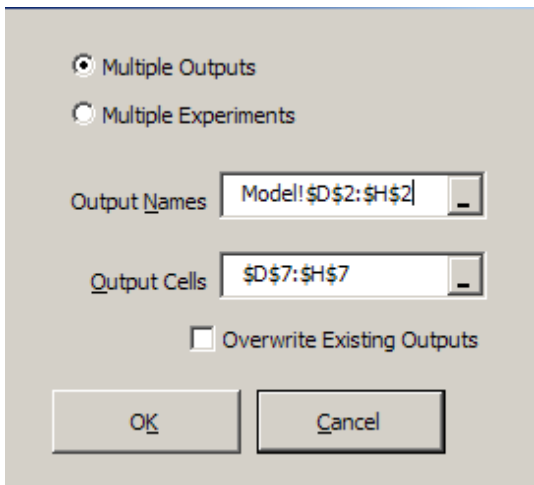 Multiple Outputs
Multiple Experiments
Output Names Model!$D$2:$H$2
Output Cells $D$7:$H$7
Overwrite Existing Outputs
OK Cancel